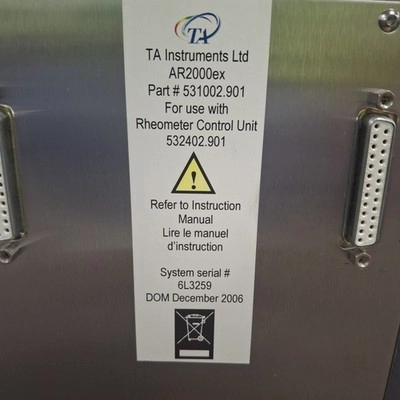 TA
TA Instruments Ltd
AR2000ex
Part # 531002.901
For use with
Rheometer Control Unit
532402.901
Refer to Instruction
Manual
Lire le manuel
d'instruction
System serial #
6L3259
DOM December 2006